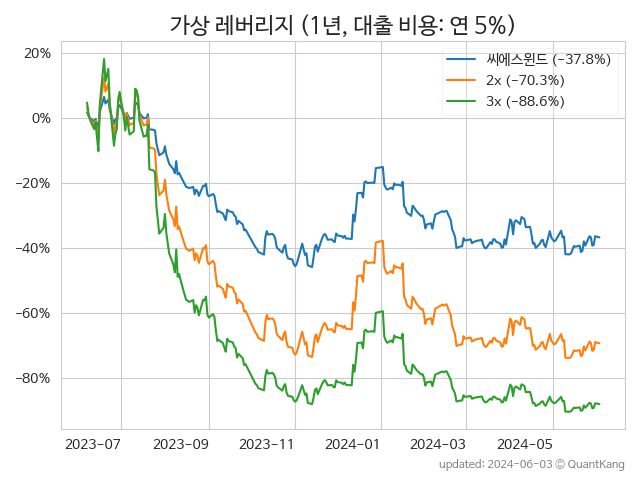 가상 레버리지 (1년, 대출 비용: 연 5%)
씨에스윈드 (−37.8%)
2x (−70.3%)
3x (−88.6%)
20%
0%
−20%
−40%
−60%
−80%
2023-07 2023-09 2023-11 2024-01 2024-03 2024-05
updated: 2024-06-03 © QuantKang